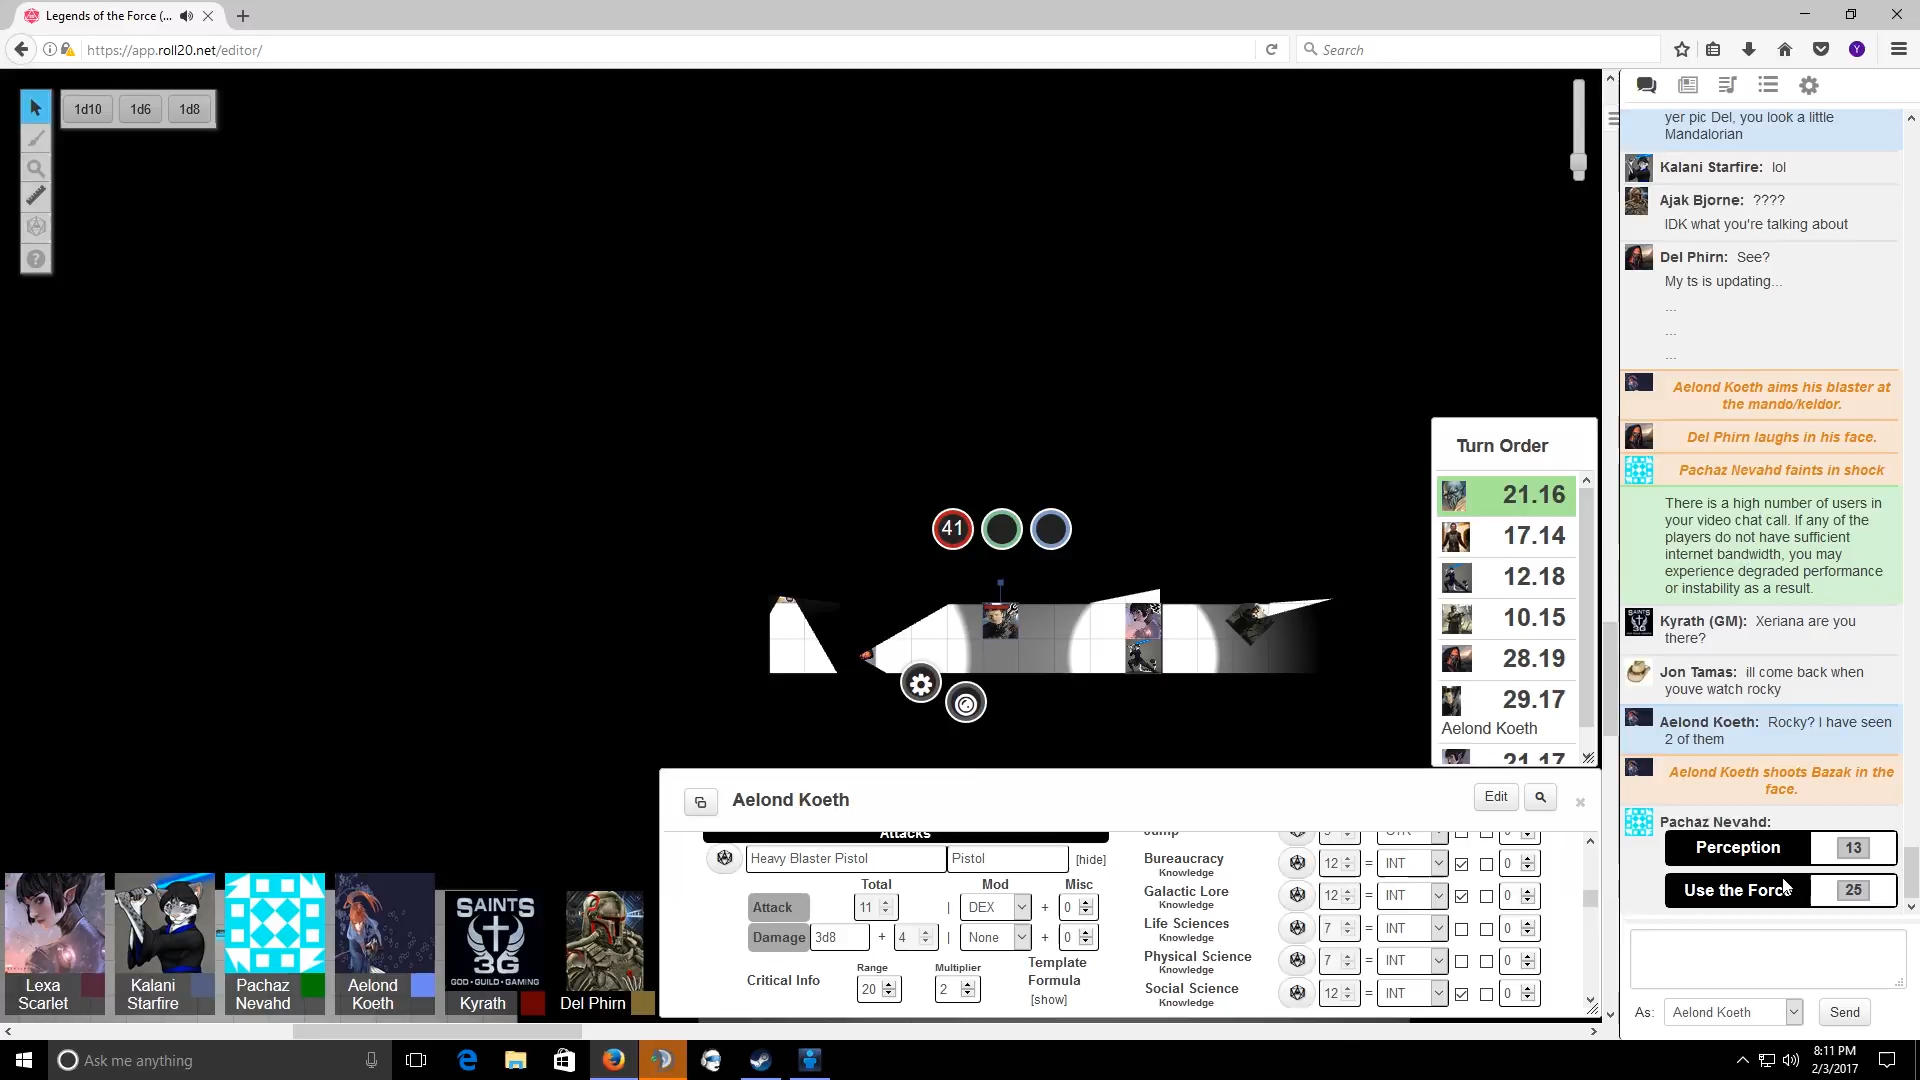 Legends of the Force (...
https://app.roll20.net/editor/
Search
1d10
1d6
1d8
yer pic Del, you look a little
Mandalorian
Kalani Starfire: lol
Ajak Bjorne: ????
IDK what you're talking about
Del Phirn: See?
My ts is updating...
...
...
...
Aelond Koeth aims his blaster at
the mando/keldor.
Del Phirn laughs in his face.
Pachaz Nevahd faints in shock
There is a high number of users in
your video chat call. If any of the
players do not have sufficient
internet bandwidth, you may
experience degraded performance
or instability as a result.
Kyrath (GM): Xeriana are you
there?
Jon Tamas: ill come back when
youve watch rocky
Aelond Koeth: Rocky? I have seen
2 of them
Aelond Koeth shoots Bazak in the
face.
Pachaz Nevahd:
Perception 13
Use the Force 25
As: Aelond Koeth Send
Turn Order
21.16
17.14
12.18
10.15
28.19
29.17
Aelond Koeth
21.17
41
Aelond Koeth
Edit
Attacks
Heavy Blaster Pistol Pistol [hide]
Total Mod Misc
Attack 11 | DEX + 0
Damage 3d8 + 4 | None + 0
Critical Info
Range
20
Multiplier
2
Template
Formula
[show]
Jump
Bureaucracy
Knowledge
12 = INT 0
Galactic Lore
Knowledge
12 = INT 0
Life Sciences
Knowledge
7 = INT 0
Physical Science
Knowledge
7 = INT 0
Social Science
Knowledge
12 = INT 0
Lexa
Scarlet
Kalani
Starfire
Pachaz
Nevahd
Aelond
Koeth
SAINTS
3G
GOD · GUILD · GAMING
Kyrath
Del Phirn
Ask me anything
8:11 PM
2/3/2017